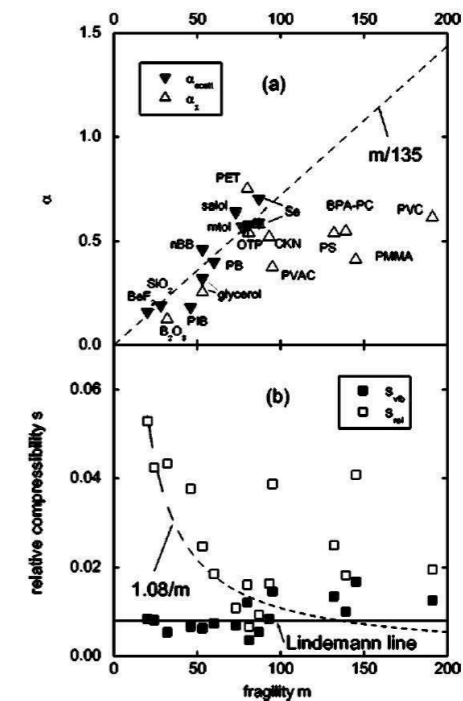 0 50 100 150 200
1.5
1.0
0.5
0.0
α
(a)
α_scatt
α_χ
m/135
PET
salol
mtol
Se
BPA-PC
PVC
nBB
OTP
CKN
PS
PMMA
PB
PVAC
SiO₂
BeF₂
glycerol
PIB
B₂O₃
0.06
0.04
0.02
0.00
relative compressibility s
(b)
S_vib
S_rel
1.08/m
Lindemann line
0 50 100 150 200
fragility m